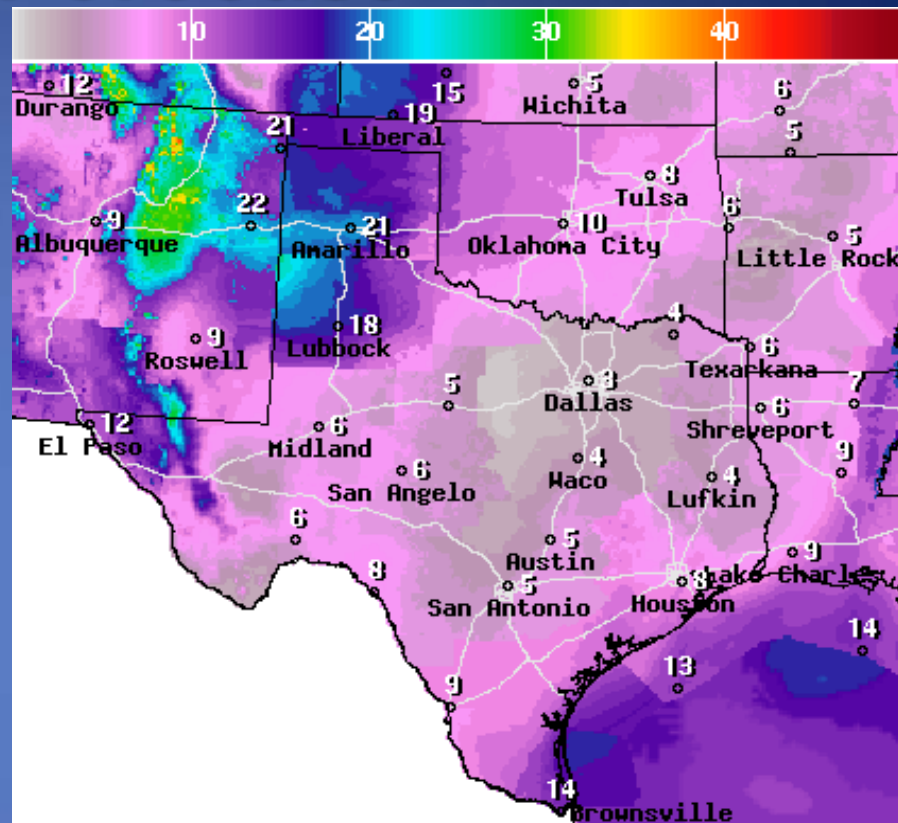 10 20 30 40
12
Durango
15
5
Wichita
6
19
Liberal
21
5
8
Tulsa
9
Albuquerque
22
21
Amarillo
10
Oklahoma City
6
5
Little Rock
9
Roswell
18
Lubbock
4
6
Texarkana
3
Dallas
5
7
6
Shreveport
12
El Paso
6
Midland
6
San Angelo
4
Waco
4
Lufkin
9
6
5
Austin
9
Lake Charles
8
5
San Antonio
8
Houston
14
13
9
14
Brownsville